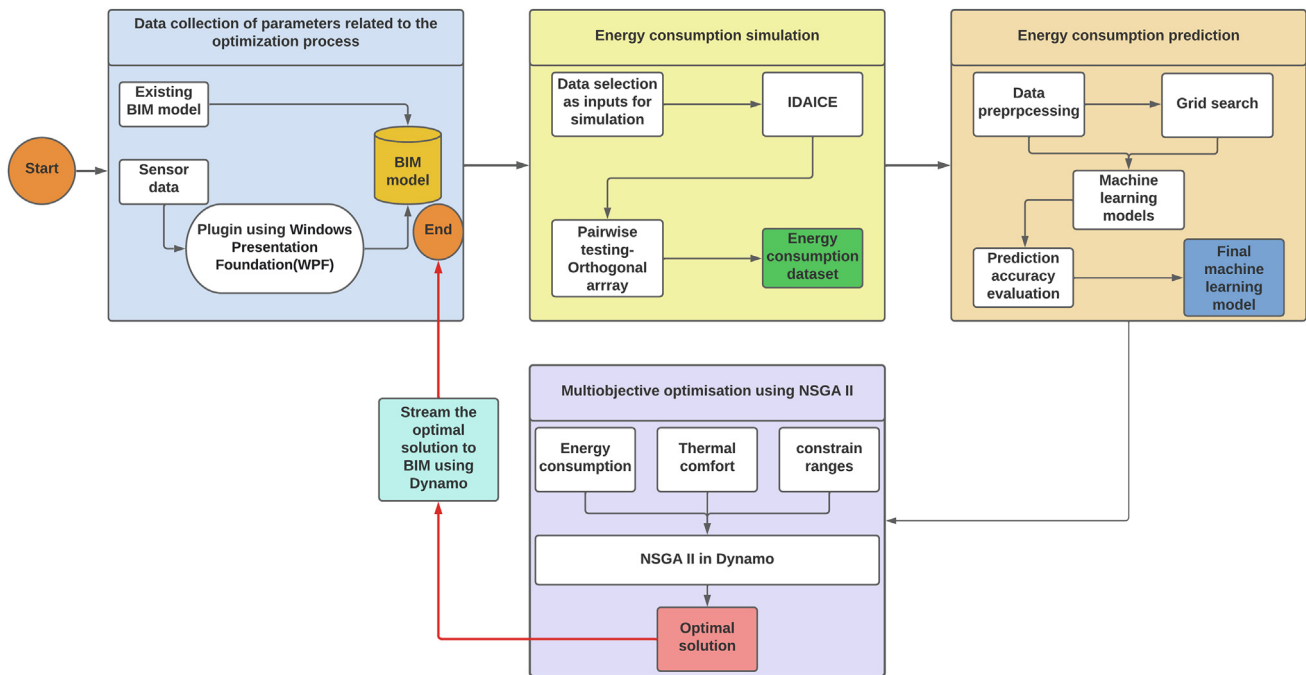 Data collection of parameters related to the
optimization process
Start
Existing
BIM model
Sensor
data
Plugin using Windows
Presentation
Foundation(WPF)
BIM
model
End
Energy consumption simulation
Data selection
as inputs for
simulation
IDAICE
Pairwise
testing-
Orthogonal
arrray
Energy
consumption
dataset
Energy consumption prediction
Data
preprpcessing
Grid search
Machine
learning
models
Prediction
accuracy
evaluation
Final
machine
learning
model
Multiobjective optimisation using NSGA II
Energy
consumption
Thermal
comfort
constrain
ranges
NSGA II in Dynamo
Optimal
solution
Stream the
optimal
solution to
BIM using
Dynamo